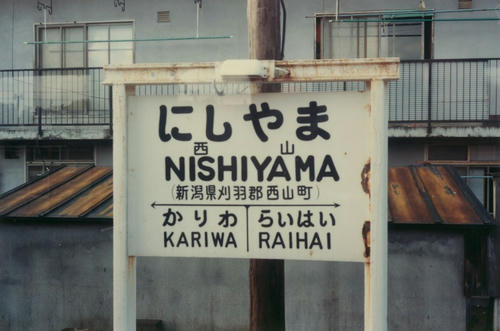 にしやま
西 山
NISHIYAMA
(新潟県刈羽郡西山町)
かりわ らいはい
KARIWA RAIHAI